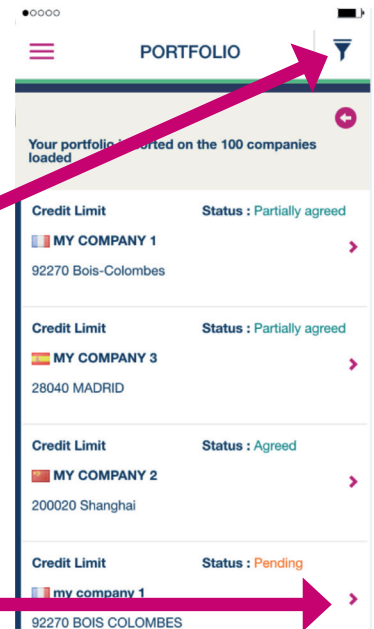 PORTFOLIO
Your portfolio is sorted on the 100 companies
loaded
Credit Limit Status : Partially agreed
MY COMPANY 1
92270 Bois-Colombes
Credit Limit Status : Partially agreed
MY COMPANY 3
28040 MADRID
Credit Limit Status : Agreed
MY COMPANY 2
200020 Shanghai
Credit Limit Status : Pending
my company 1
92270 BOIS COLOMBES